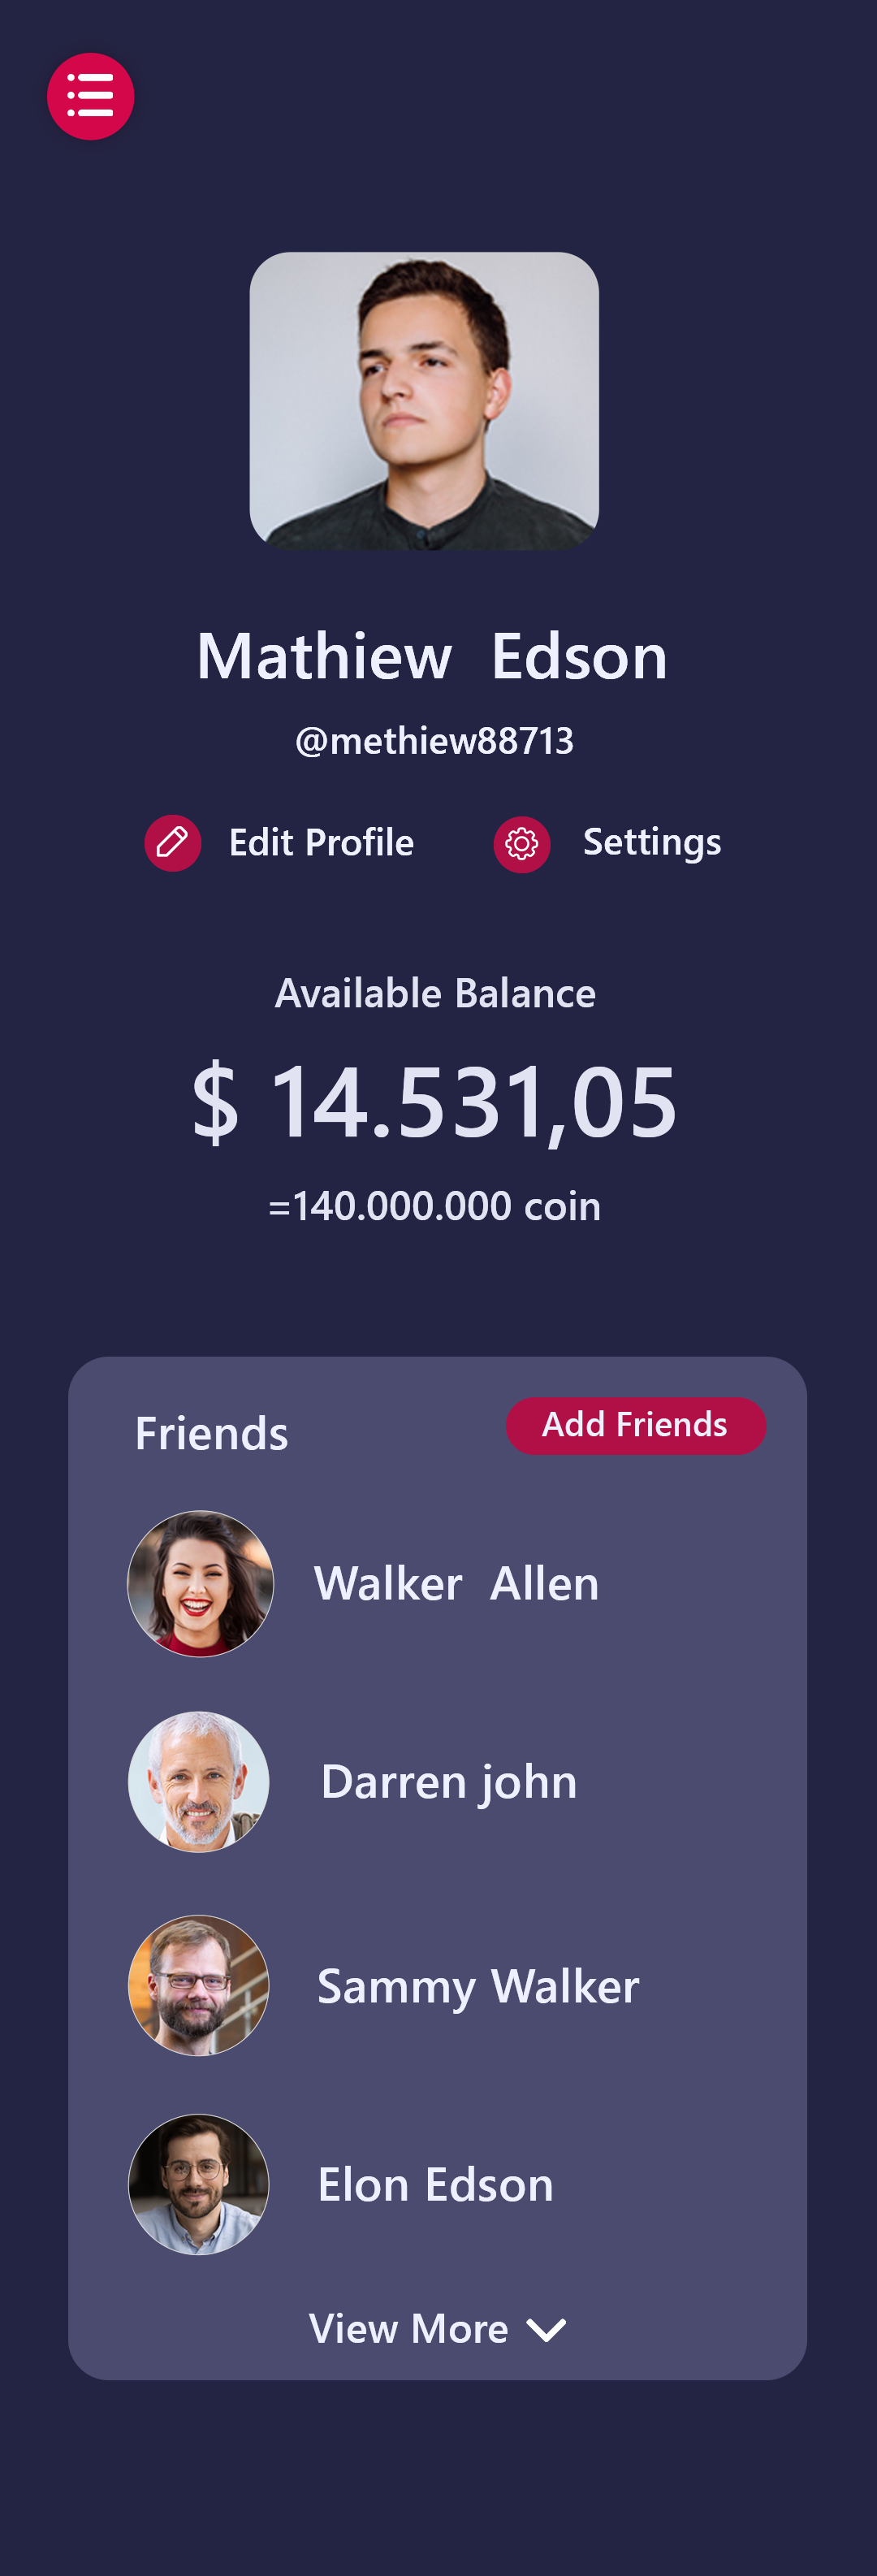 Mathiew Edson
@methiew88713
Edit Profile Settings
Available Balance
$ 14.531,05
=140.000.000 coin
Friends Add Friends
Walker Allen
Darren john
Sammy Walker
Elon Edson
View More